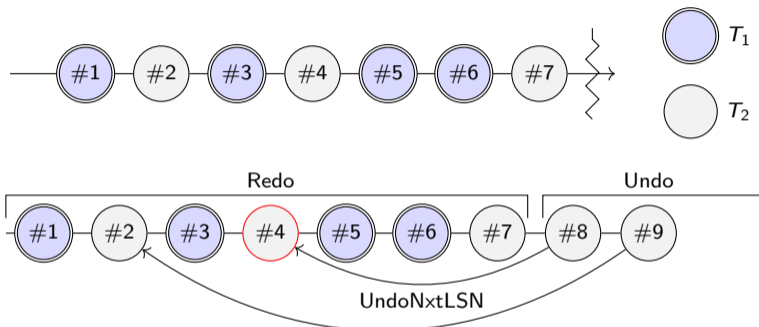 #1 #2 #3 #4 #5 #6 #7
T₁
T₂
Redo Undo
#1 #2 #3 #4 #5 #6 #7 #8 #9
UndoNxtLSN